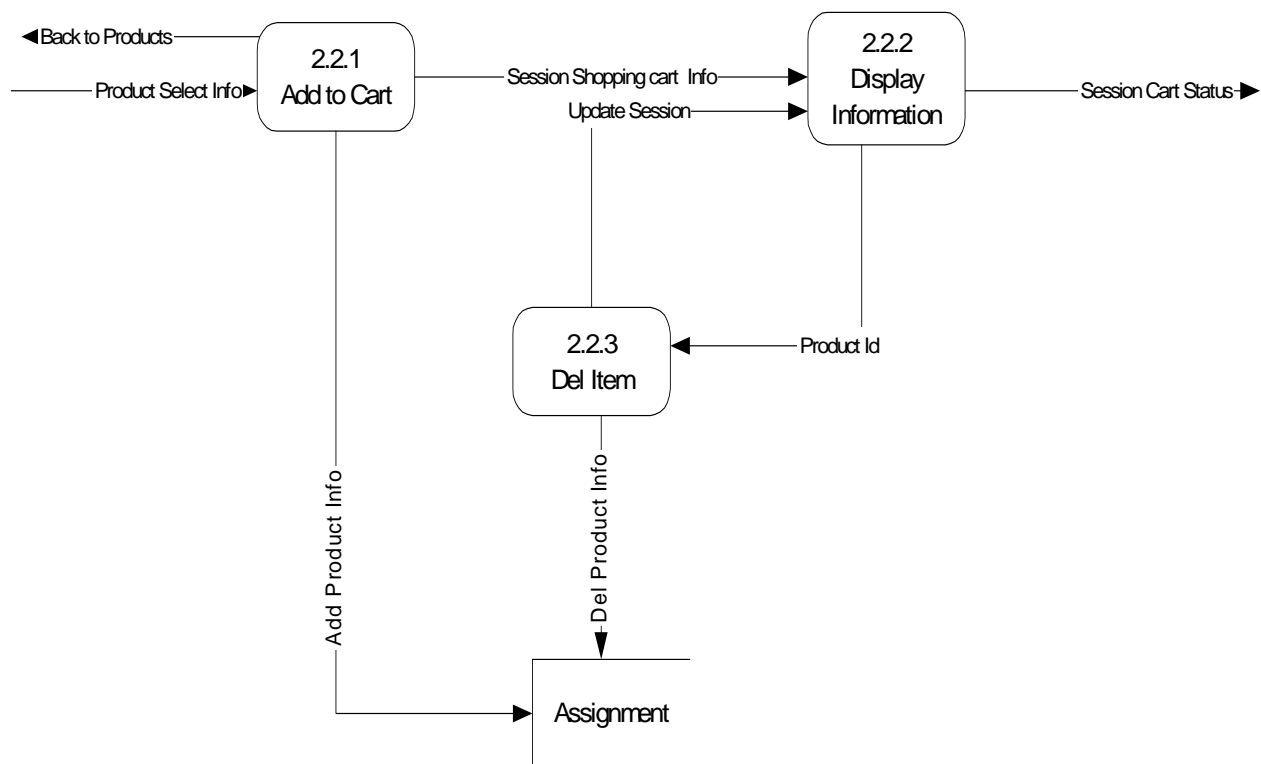 Back to Products
Product Select Info
2.2.1
Add to Cart
Session Shopping cart Info
Update Session
2.2.2
Display
Information
Session Cart Status
2.2.3
Del Item
Product Id
Add Product Info
Del Product Info
Assignment